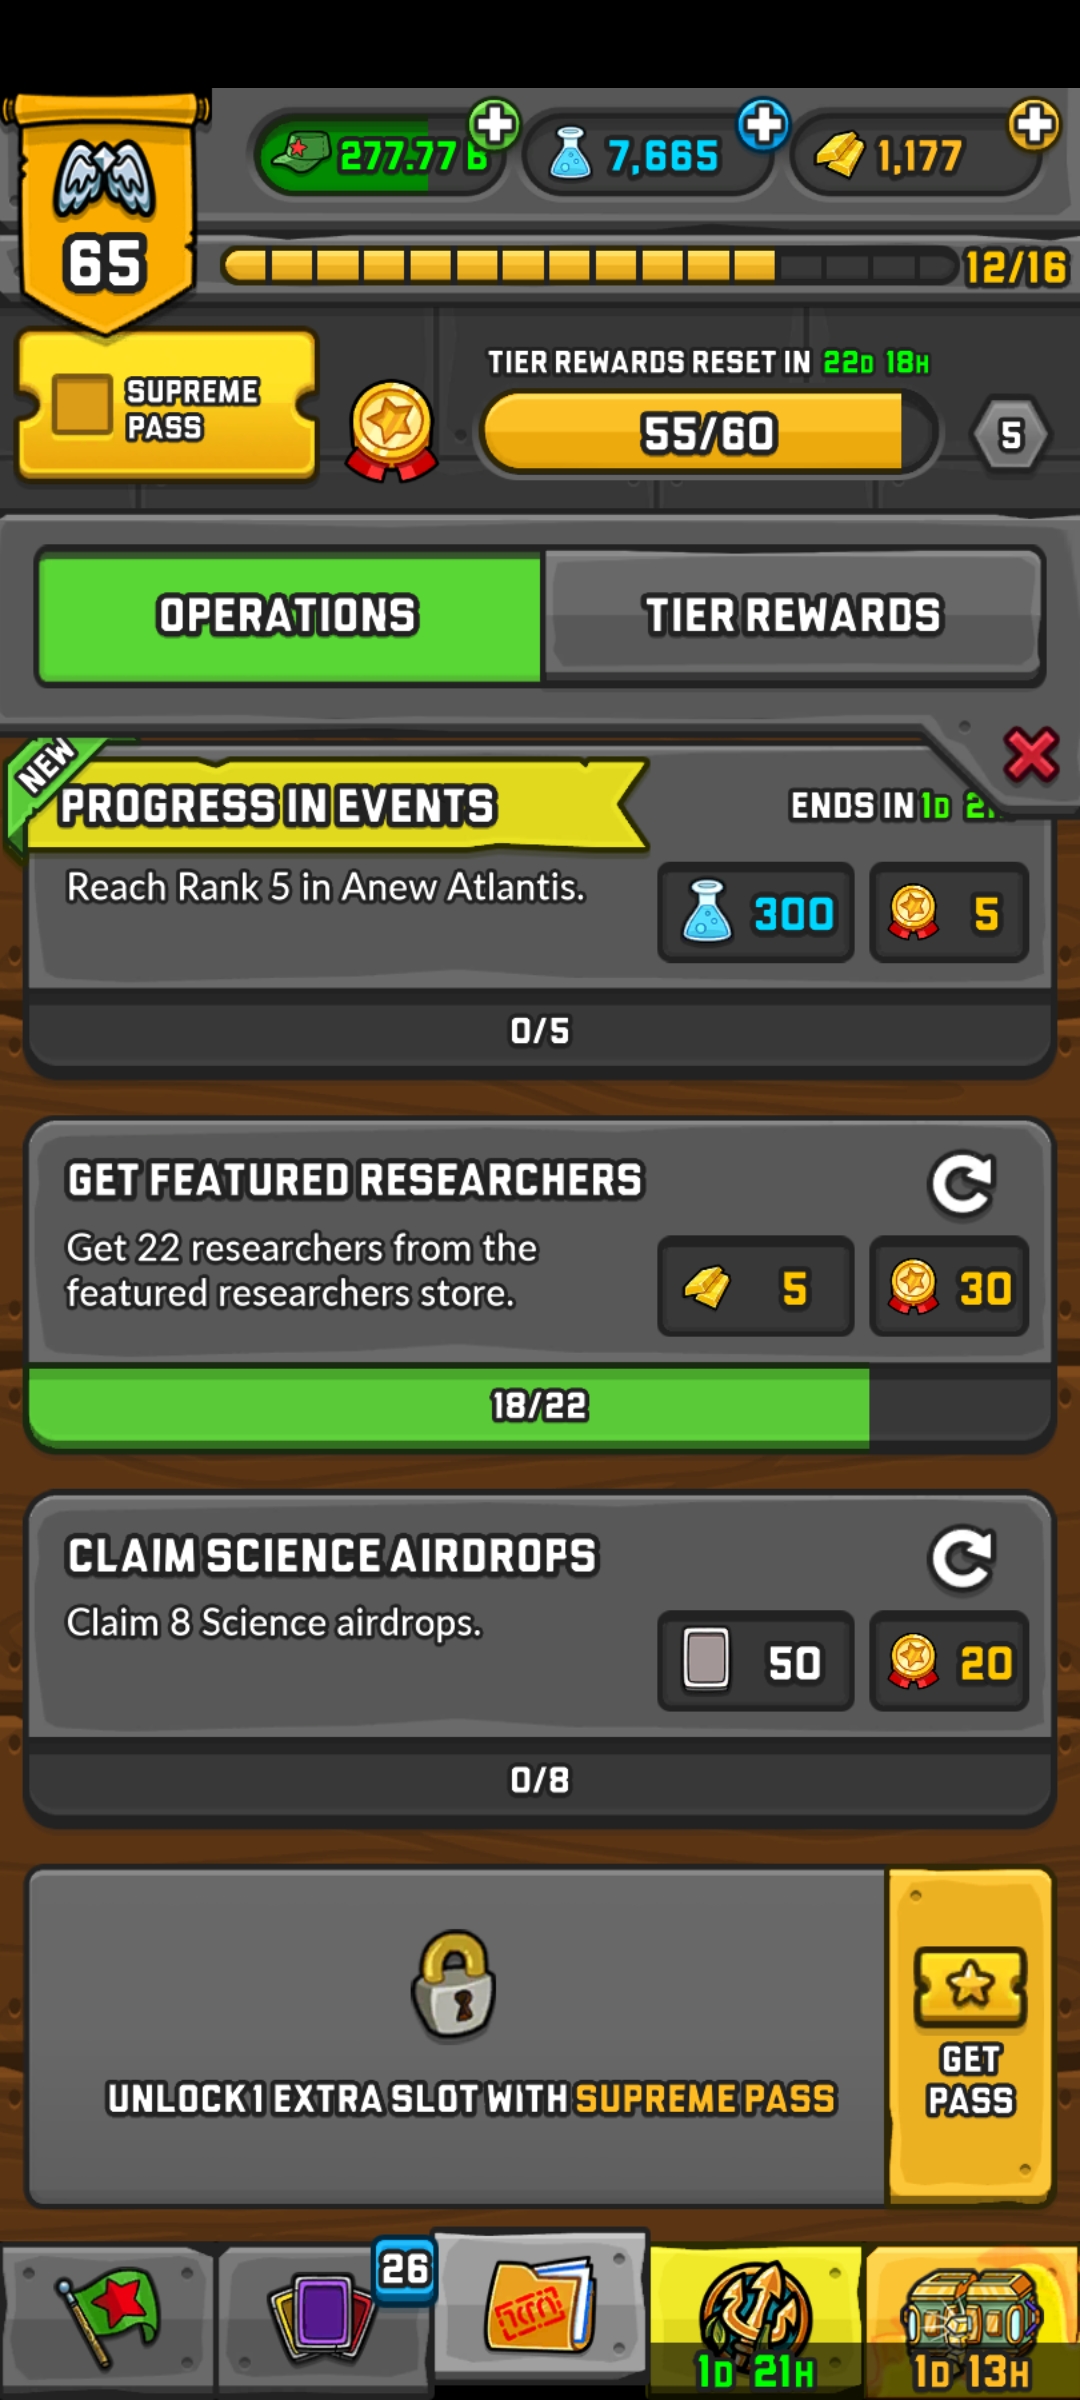 277.77 B
7,665
1,177
65
12/16
SUPREME
PASS
TIER REWARDS RESET IN 22D 18H
55/60
5
OPERATIONS
TIER REWARDS
NEW
PROGRESS IN EVENTS
ENDS IN 1D
Reach Rank 5 in Anew Atlantis.
300
5
0/5
GET FEATURED RESEARCHERS
Get 22 researchers from the
featured researchers store.
5
30
18/22
CLAIM SCIENCE AIRDROPS
Claim 8 Science airdrops.
50
20
0/8
UNLOCK 1 EXTRA SLOT WITH SUPREME PASS
GET
PASS
26
1D 21H
1D 13H